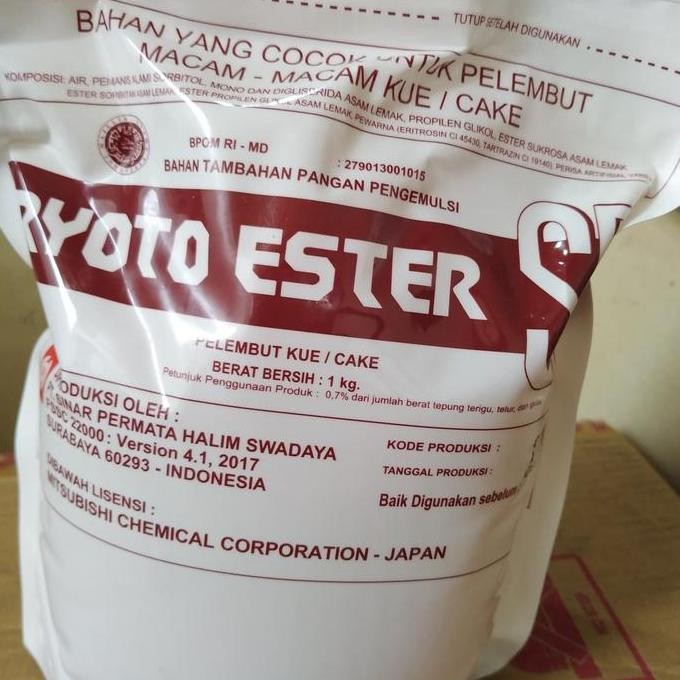 TUTUP SETELAH DIGUNAKAN
BAHAN YANG COCOK UNTUK PELEMBUT
MACAM - MACAM KUE / CAKE
KOMPOSISI: AIR, PEMANIS ALAMI SORBITOL, MONO DAN DIGLISERIDA ASAM LEMAK, PROPILEN GLIKOL, ESTER SUKROSA ASAM LEMAK,
ESTER SORBITAN ASAM LEMAK, ESTER PROPILEN GLIKOL ASAM LEMAK, PEWARNA (ERITROSIN CI 45430, TARTRAZIN CI 19140), PERISA
BPOM RI - MD : 279013001015
BAHAN TAMBAHAN PANGAN PENGEMULSI
RYOTO ESTER SP
PELEMBUT KUE / CAKE
BERAT BERSIH : 1 kg.
Petunjuk Penggunaan Produk : 0,7% dari jumlah berat tepung terigu, telur, dan gula
PRODUKSI OLEH :
PT. SINAR PERMATA HALIM SWADAYA
FSSC 22000 : Version 4.1, 2017
SURABAYA 60293 - INDONESIA
KODE PRODUKSI :
TANGGAL PRODUKSI :
Baik Digunakan sebelum
DIBAWAH LISENSI :
MITSUBISHI CHEMICAL CORPORATION - JAPAN